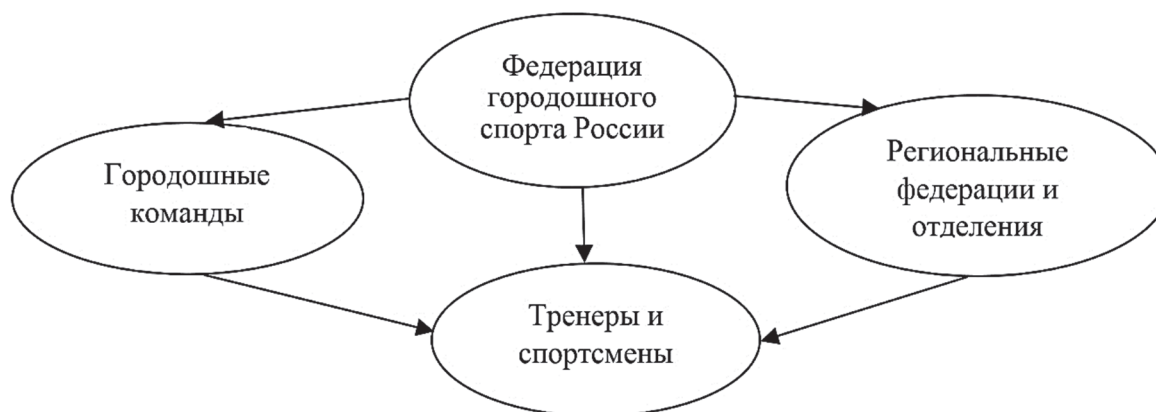 Федерация
городошного
спорта России
Городошные
команды
Региональные
федерации и
отделения
Тренеры и
спортсмены